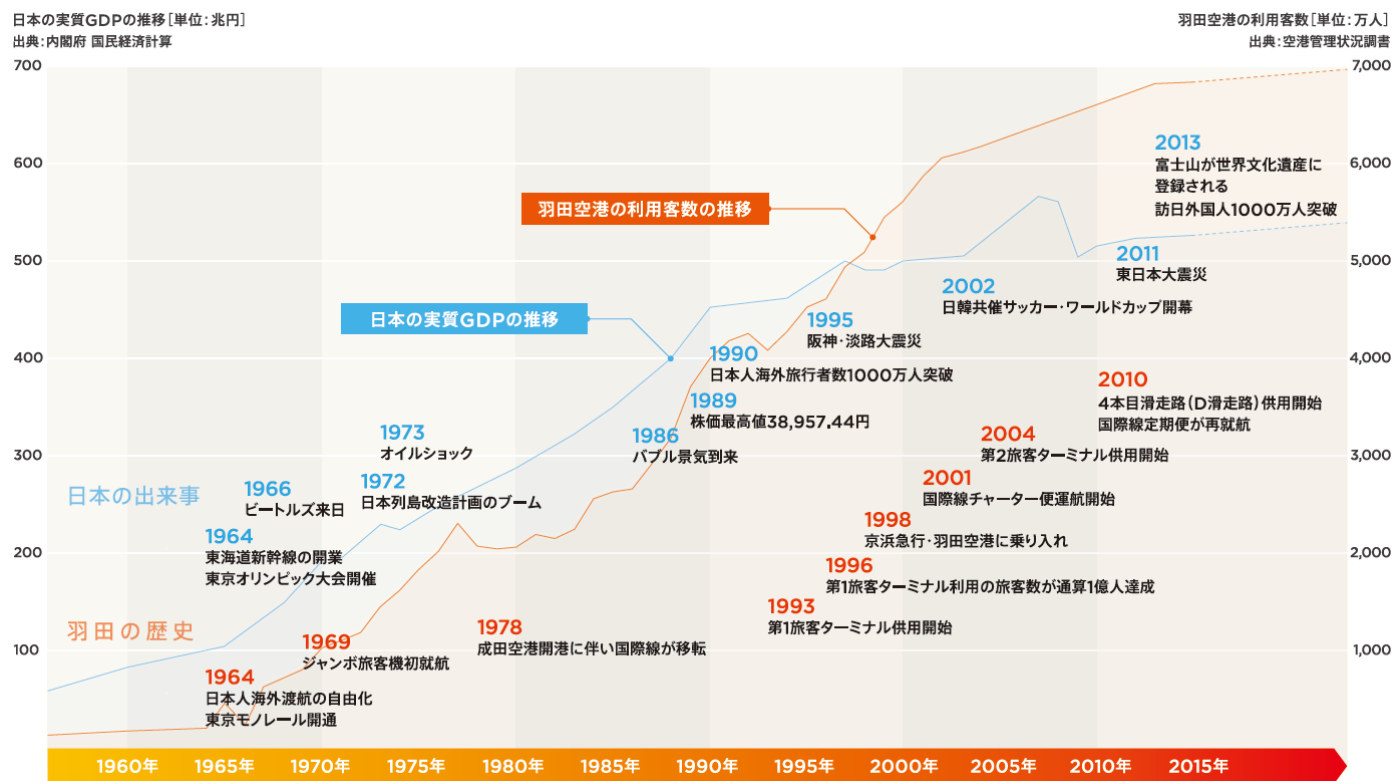 日本の実質GDPの推移[単位:兆円]
出典:内閣府 国民経済計算
羽田空港の利用客数[単位:万人]
出典:空港管理状況調書
700
600
500
400
300
200
100
7,000
6,000
5,000
4,000
3,000
2,000
1,000
羽田空港の利用客数の推移
日本の実質GDPの推移
日本の出来事
1964
東海道新幹線の開業
東京オリンピック大会開催
1966
ビートルズ来日
1972
日本列島改造計画のブーム
1973
オイルショック
1986
バブル景気到来
1989
株価最高値38,957.44円
1990
日本人海外旅行者数1000万人突破
1995
阪神・淡路大震災
2002
日韓共催サッカー・ワールドカップ開幕
2011
東日本大震災
2013
富士山が世界文化遺産に
登録される
訪日外国人1000万人突破
羽田の歴史
1964
日本人海外渡航の自由化
東京モノレール開通
1969
ジャンボ旅客機初就航
1978
成田空港開港に伴い国際線が移転
1993
第1旅客ターミナル供用開始
1996
第1旅客ターミナル利用の旅客数が通算1億人達成
1998
京浜急行・羽田空港に乗り入れ
2001
国際線チャーター便運航開始
2004
第2旅客ターミナル供用開始
2010
4本目滑走路(D滑走路)供用開始
国際線定期便が再就航
1960年 1965年 1970年 1975年 1980年 1985年 1990年 1995年 2000年 2005年 2010年 2015年